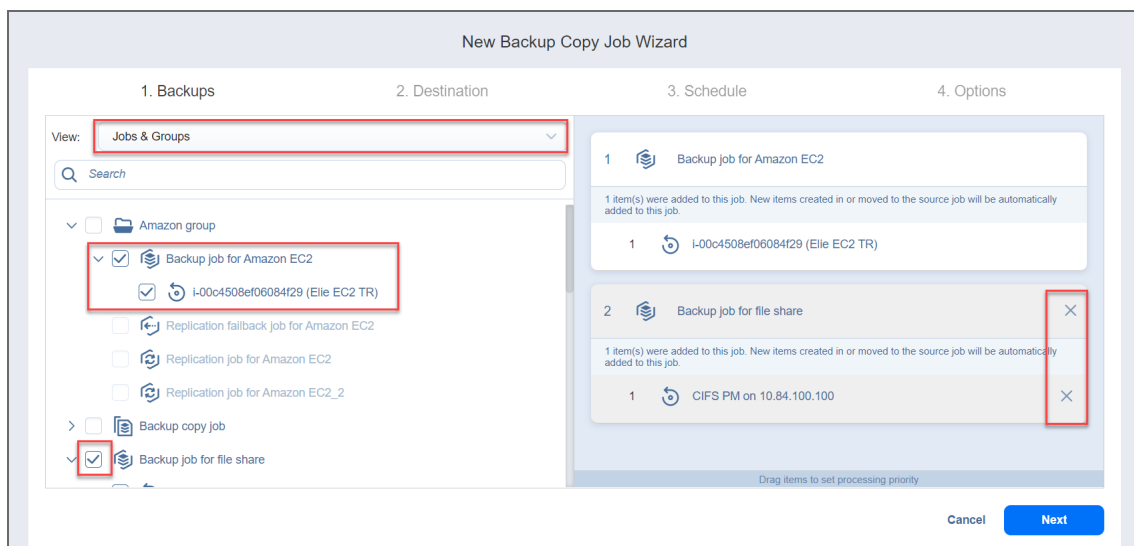 New Backup Copy Job Wizard
1. Backups
2. Destination
3. Schedule
4. Options
View:
Jobs & Groups
Search
Amazon group
Backup job for Amazon EC2
i-00c4508ef06084f29 (Elie EC2 TR)
Replication failback job for Amazon EC2
Replication job for Amazon EC2
Replication job for Amazon EC2_2
Backup copy job
Backup job for file share
1
Backup job for Amazon EC2
1 item(s) were added to this job. New items created in or moved to the source job will be automatically
added to this job.
1
i-00c4508ef06084f29 (Elie EC2 TR)
2
Backup job for file share
1 item(s) were added to this job. New items created in or moved to the source job will be automatically
added to this job.
1
CIFS PM on 10.84.100.100
Drag items to set processing priority
Cancel
Next